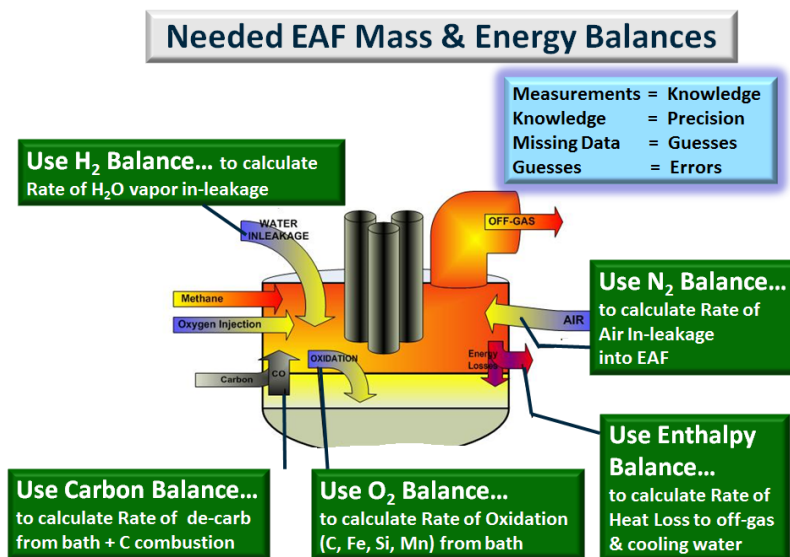 Needed EAF Mass & Energy Balances
Measurements = Knowledge
Knowledge = Precision
Missing Data = Guesses
Guesses = Errors
Use H₂ Balance... to calculate
Rate of H₂O vapor in-leakage
WATER
INLEAKAGE
OFF-GAS
Methane
Oxygen Injection
AIR
Use N₂ Balance...
to calculate Rate of
Air In-leakage
into EAF
OXIDATION
Energy
Losses
CO
Carbon
Use Enthalpy
Balance...
to calculate Rate of
Heat Loss to off-gas
& cooling water
Use Carbon Balance...
to calculate Rate of de-carb
from bath + C combustion
Use O₂ Balance...
to calculate Rate of Oxidation
(C, Fe, Si, Mn) from bath